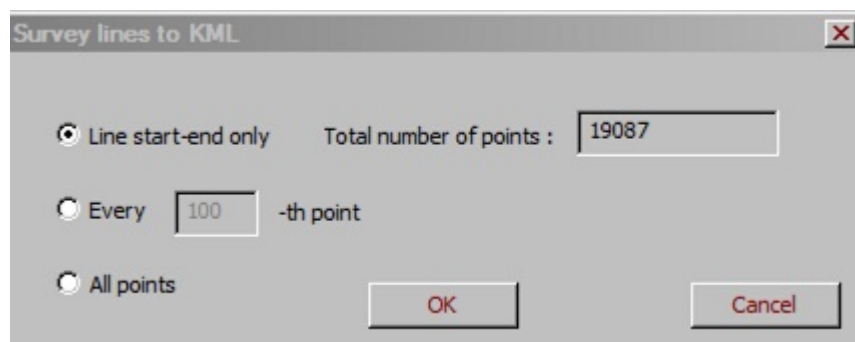 Survey lines to KML
Line start-end only Total number of points : 19087
Every 100 -th point
All points
OK Cancel